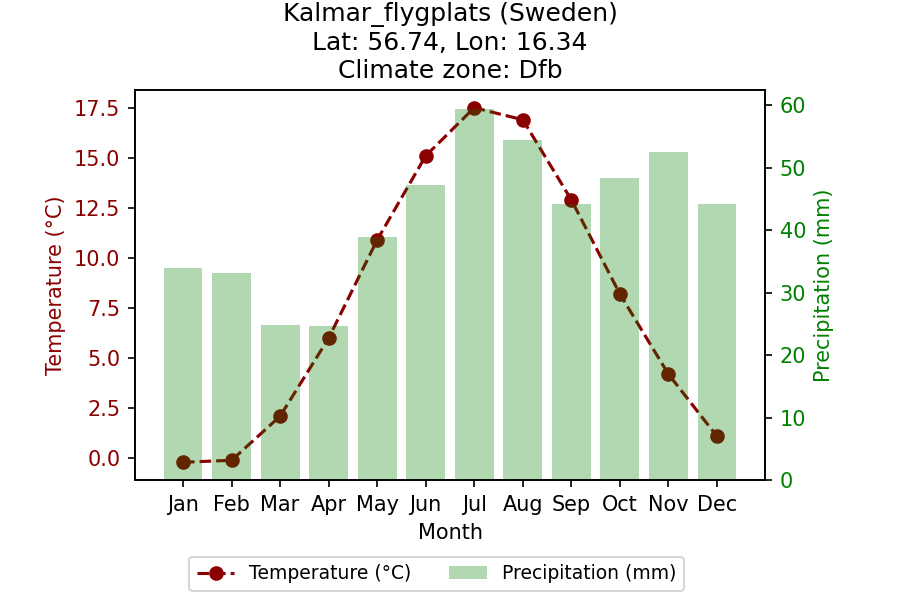 Kalmar_flygplats (Sweden)
Lat: 56.74, Lon: 16.34
Climate zone: Dfb
17.5
15.0
12.5
10.0
7.5
5.0
2.5
0.0
Temperature (°C)
60
50
40
30
20
10
0
Precipitation (mm)
Jan Feb Mar Apr May Jun Jul Aug Sep Oct Nov Dec
Month
Temperature (°C) Precipitation (mm)